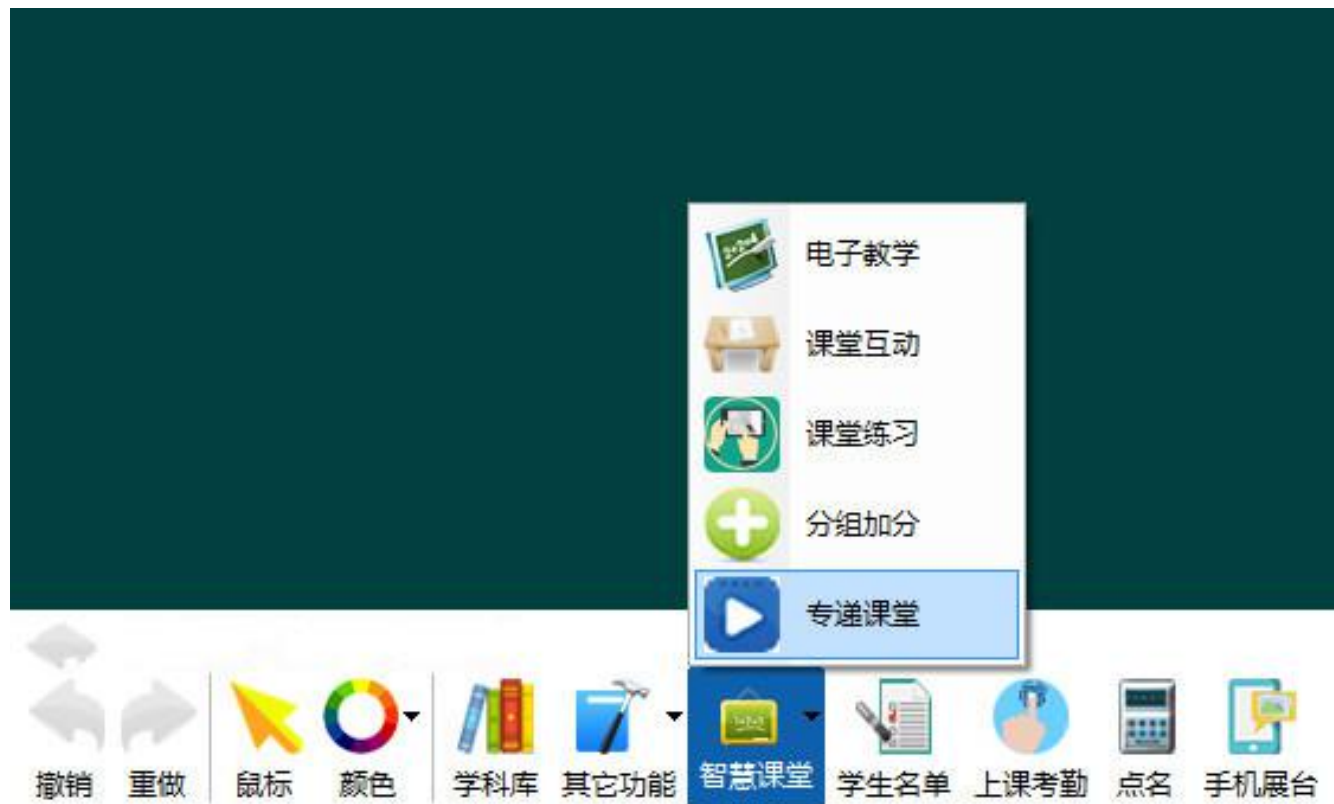 电子教学
课堂互动
课堂练习
分组加分
专递课堂
撤销 重做 鼠标 颜色 学科库 其它功能 智慧课堂 学生名单 上课考勤 点名 手机展台